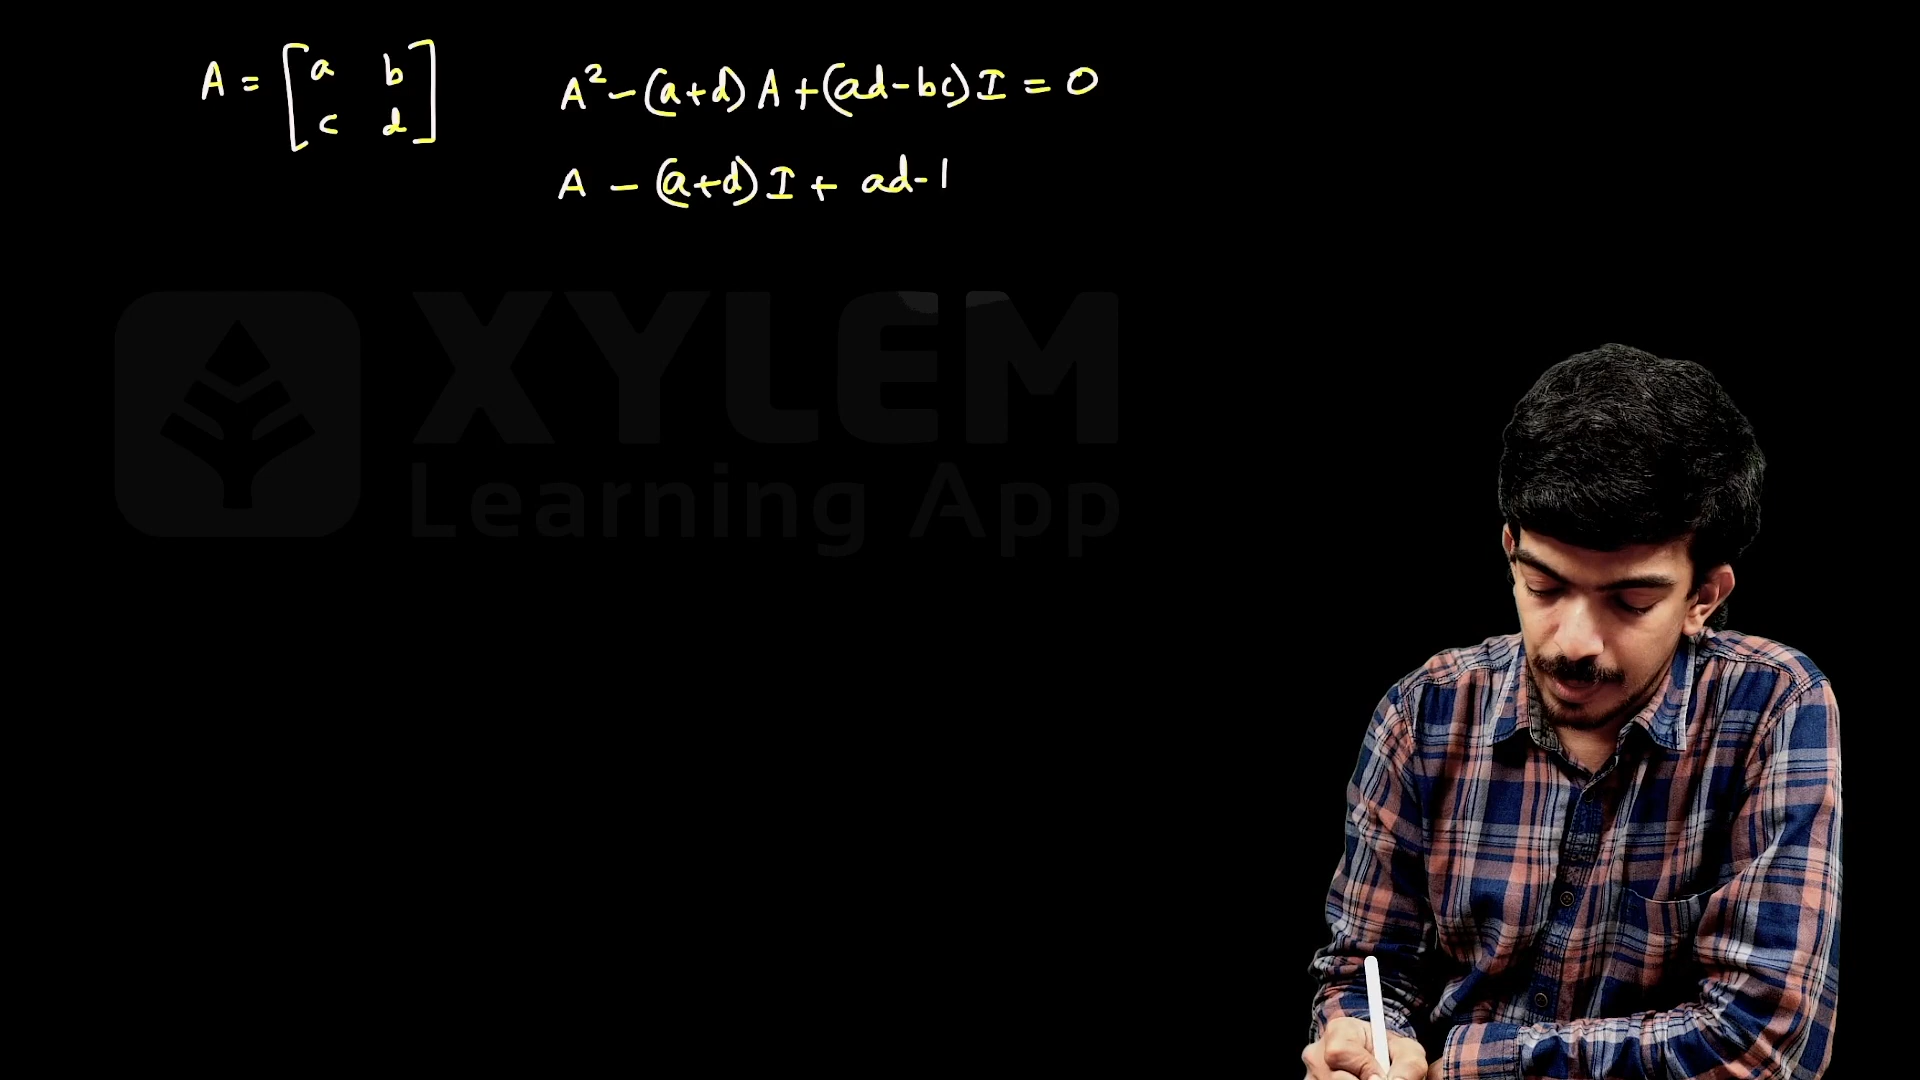 A = [a b
c d]
A² - (a+d) A + (ad-bc) I = 0
A - (a+d) I + ad-1
XYLEM
Learning App